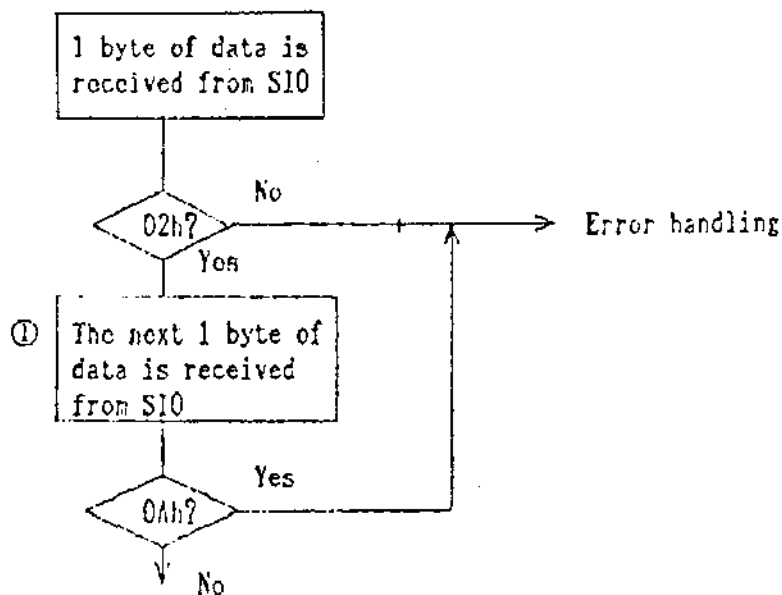 1 byte of data is
received from SIO
No
02h?
Error handling
Yes
① The next 1 byte of
data is received
from SIO
Yes
0Ah?
No